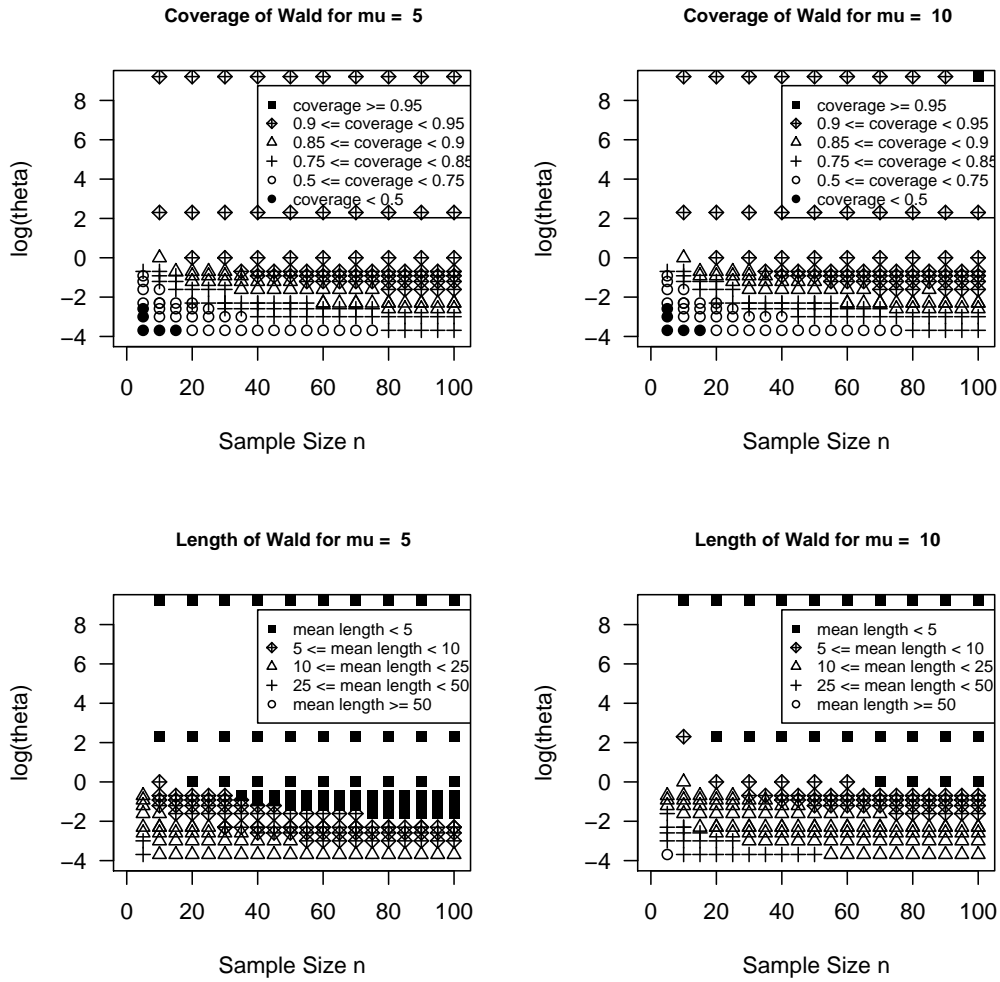 Coverage of Wald for mu = 5
8
6
4
2
0
−2
−4
log(theta)
coverage >= 0.95
0.9 <= coverage < 0.95
0.85 <= coverage < 0.9
0.75 <= coverage < 0.85
0.5 <= coverage < 0.75
coverage < 0.5
0 20 40 60 80 100
Sample Size n
Coverage of Wald for mu = 10
8
6
4
2
0
−2
−4
log(theta)
coverage >= 0.95
0.9 <= coverage < 0.95
0.85 <= coverage < 0.9
0.75 <= coverage < 0.85
0.5 <= coverage < 0.75
coverage < 0.5
0 20 40 60 80 100
Sample Size n
Length of Wald for mu = 5
8
6
4
2
0
−2
−4
log(theta)
mean length < 5
5 <= mean length < 10
10 <= mean length < 25
25 <= mean length < 50
mean length >= 50
0 20 40 60 80 100
Sample Size n
Length of Wald for mu = 10
8
6
4
2
0
−2
−4
log(theta)
mean length < 5
5 <= mean length < 10
10 <= mean length < 25
25 <= mean length < 50
mean length >= 50
0 20 40 60 80 100
Sample Size n